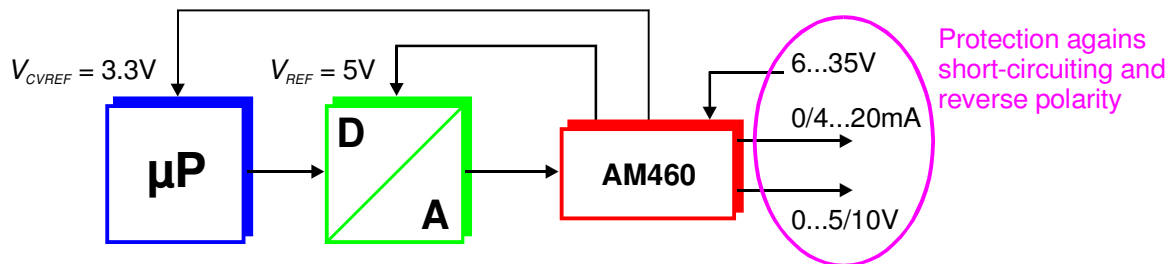 V_CVREF = 3.3V
V_REF = 5V
µP
D
A
AM460
6...35V
0/4...20mA
0...5/10V
Protection agains
short-circuiting and
reverse polarity